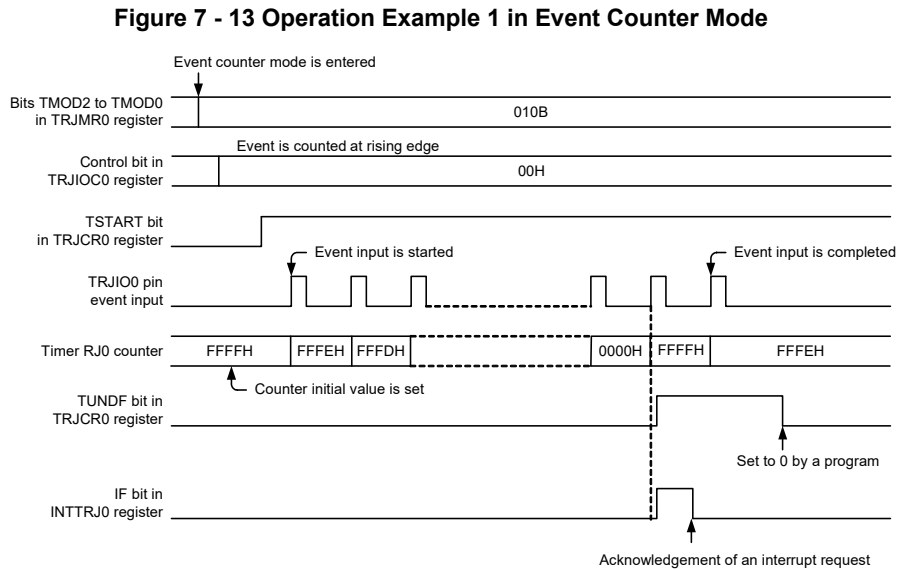 Figure 7 - 13 Operation Example 1 in Event Counter Mode
Event counter mode is entered
Bits TMOD2 to TMOD0
in TRJMR0 register
010B
Event is counted at rising edge
Control bit in
TRJIOC0 register
00H
TSTART bit
in TRJCR0 register
Event input is started
Event input is completed
TRJIO0 pin
event input
Timer RJ0 counter
FFFFH
FFFEH
FFFDH
0000H
FFFFH
FFFEH
Counter initial value is set
TUNDF bit in
TRJCR0 register
Set to 0 by a program
IF bit in
INTTRJ0 register
Acknowledgement of an interrupt request